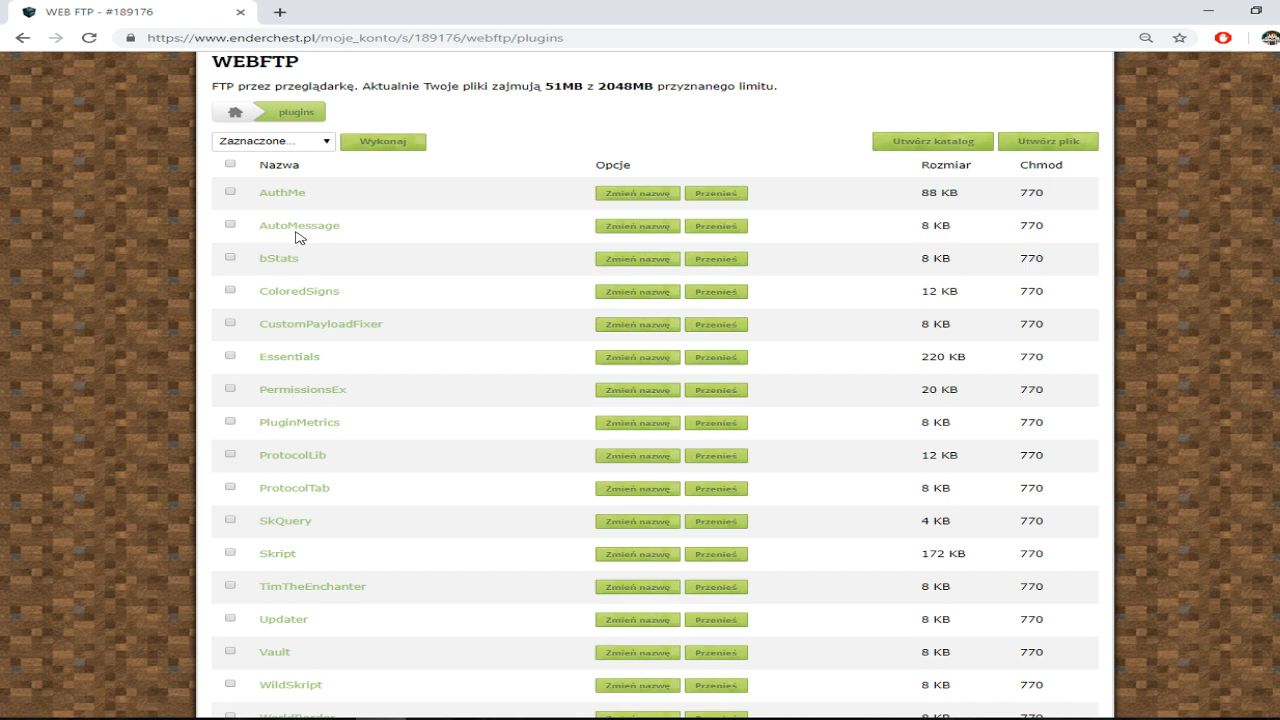 WEB FTP - #189176
https://www.enderchest.pl/moje_konto/s/189176/webftp/plugins
WEBFTP
FTP przez przeglądarkę. Aktualnie Twoje pliki zajmują 51MB z 2048MB przyznanego limitu.
plugins
Zaznaczone... Wykonaj Utwórz katalog Utwórz plik
Nazwa Opcje Rozmiar Chmod
AuthMe Zmień nazwę Przenieś 88 KB 770
AutoMessage Zmień nazwę Przenieś 8 KB 770
bStats Zmień nazwę Przenieś 8 KB 770
ColoredSigns Zmień nazwę Przenieś 12 KB 770
CustomPayloadFixer Zmień nazwę Przenieś 8 KB 770
Essentials Zmień nazwę Przenieś 220 KB 770
PermissionsEx Zmień nazwę Przenieś 20 KB 770
PluginMetrics Zmień nazwę Przenieś 8 KB 770
ProtocolLib Zmień nazwę Przenieś 12 KB 770
ProtocolTab Zmień nazwę Przenieś 8 KB 770
SkQuery Zmień nazwę Przenieś 4 KB 770
Skript Zmień nazwę Przenieś 172 KB 770
TimTheEnchanter Zmień nazwę Przenieś 8 KB 770
Updater Zmień nazwę Przenieś 8 KB 770
Vault Zmień nazwę Przenieś 8 KB 770
WildSkript Zmień nazwę Przenieś 8 KB 770
WorldBorder 8 KB 770